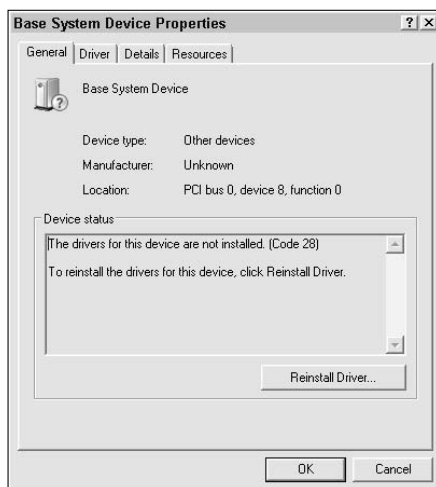 Base System Device Properties
? X
General Driver Details Resources
Base System Device
Device type: Other devices
Manufacturer: Unknown
Location: PCI bus 0, device 8, function 0
Device status
The drivers for this device are not installed. (Code 28)
To reinstall the drivers for this device, click Reinstall Driver.
Reinstall Driver...
OK Cancel